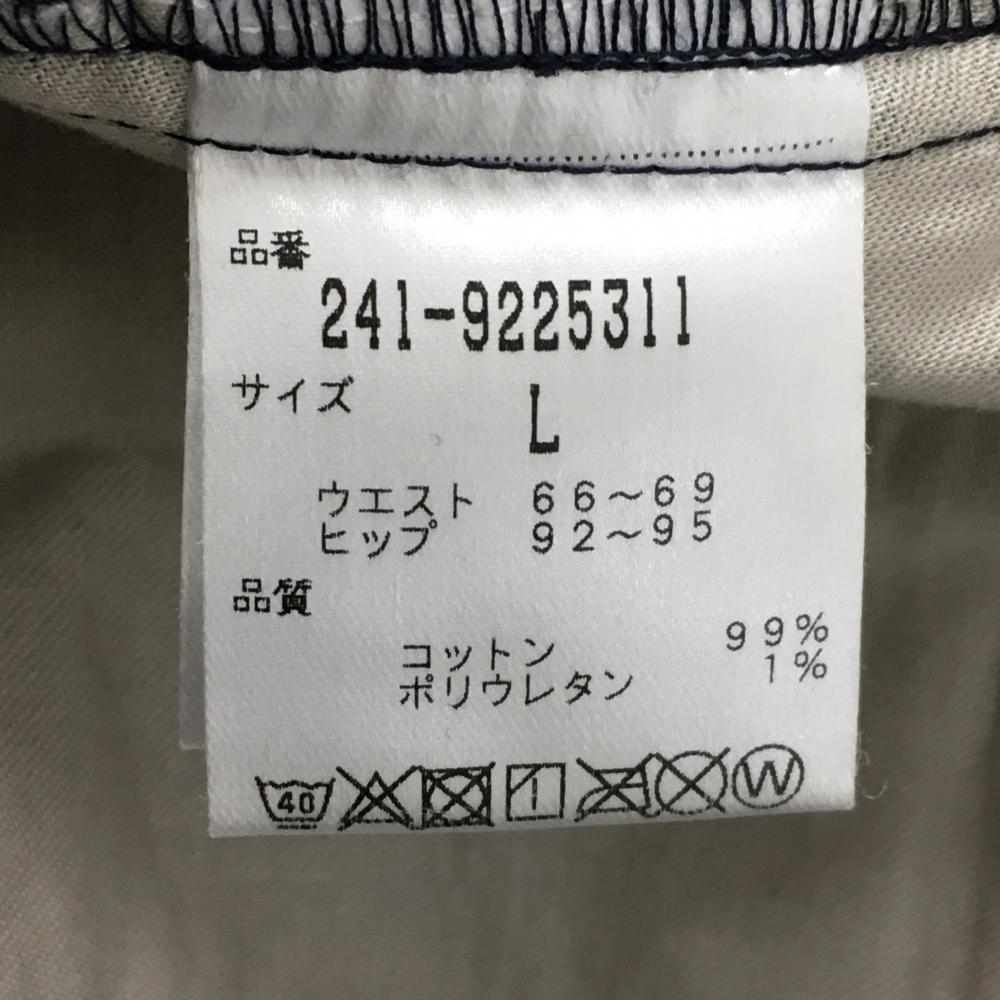 品番
241-9225311
サイズ
L
ウエスト 66～69
ヒップ 92～95
品質
コットン 99%
ポリウレタン 1%
40 W